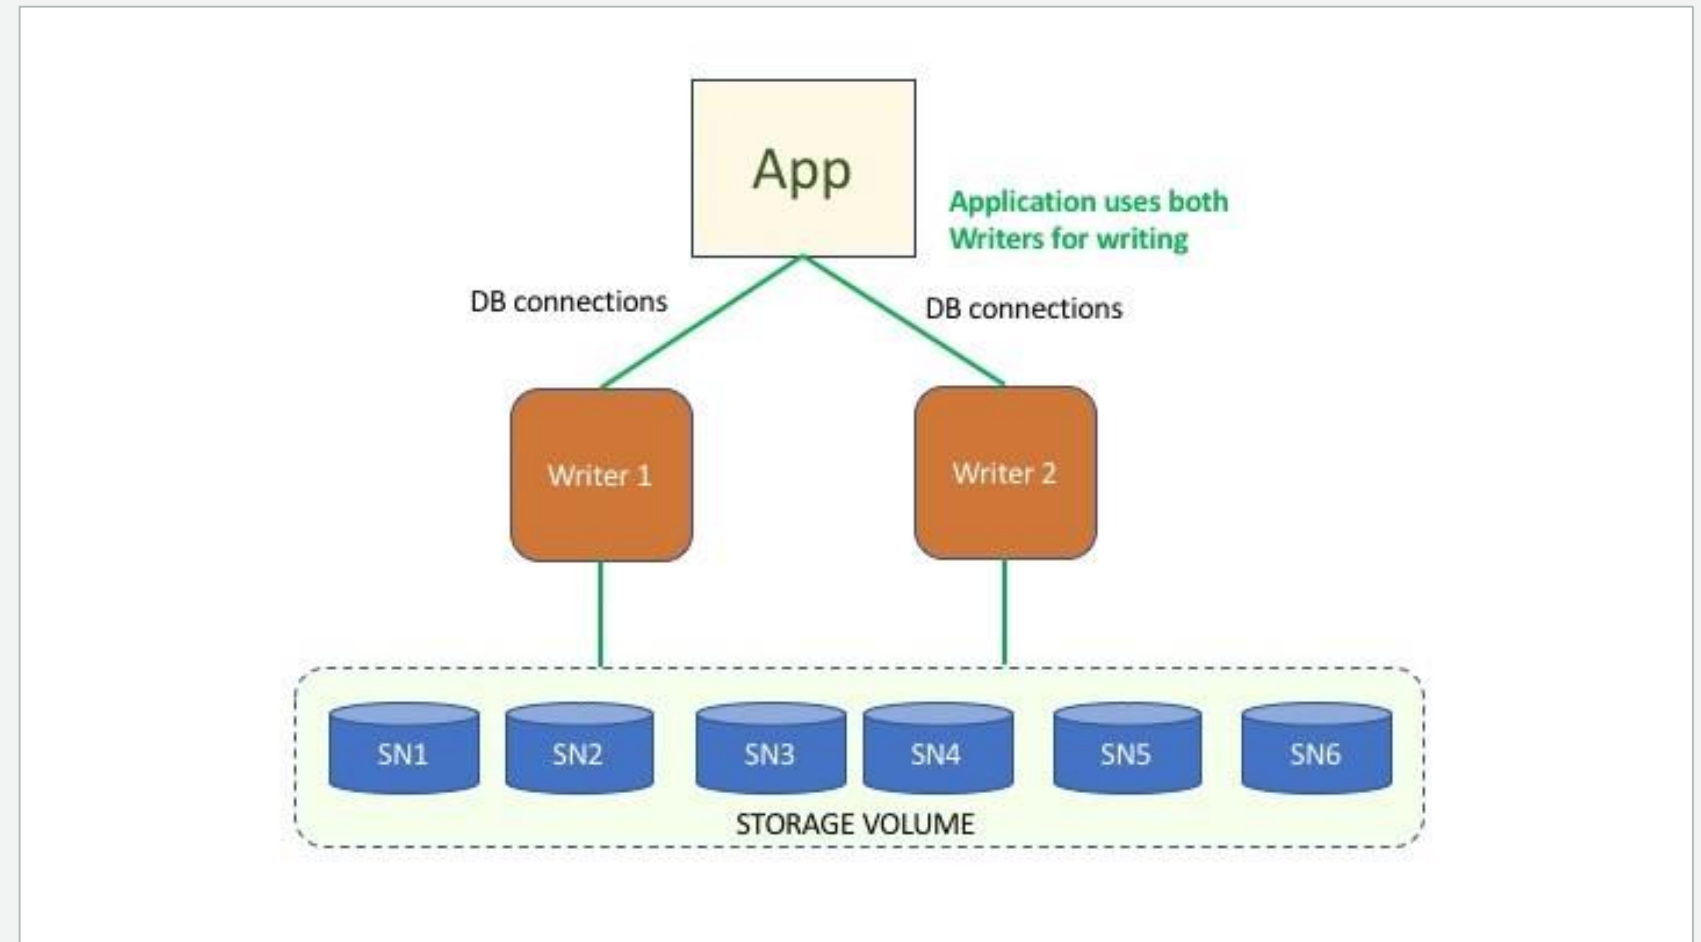 App
Application uses both
Writers for writing
DB connections
DB connections
Writer 1
Writer 2
SN1
SN2
SN3
SN4
SN5
SN6
STORAGE VOLUME